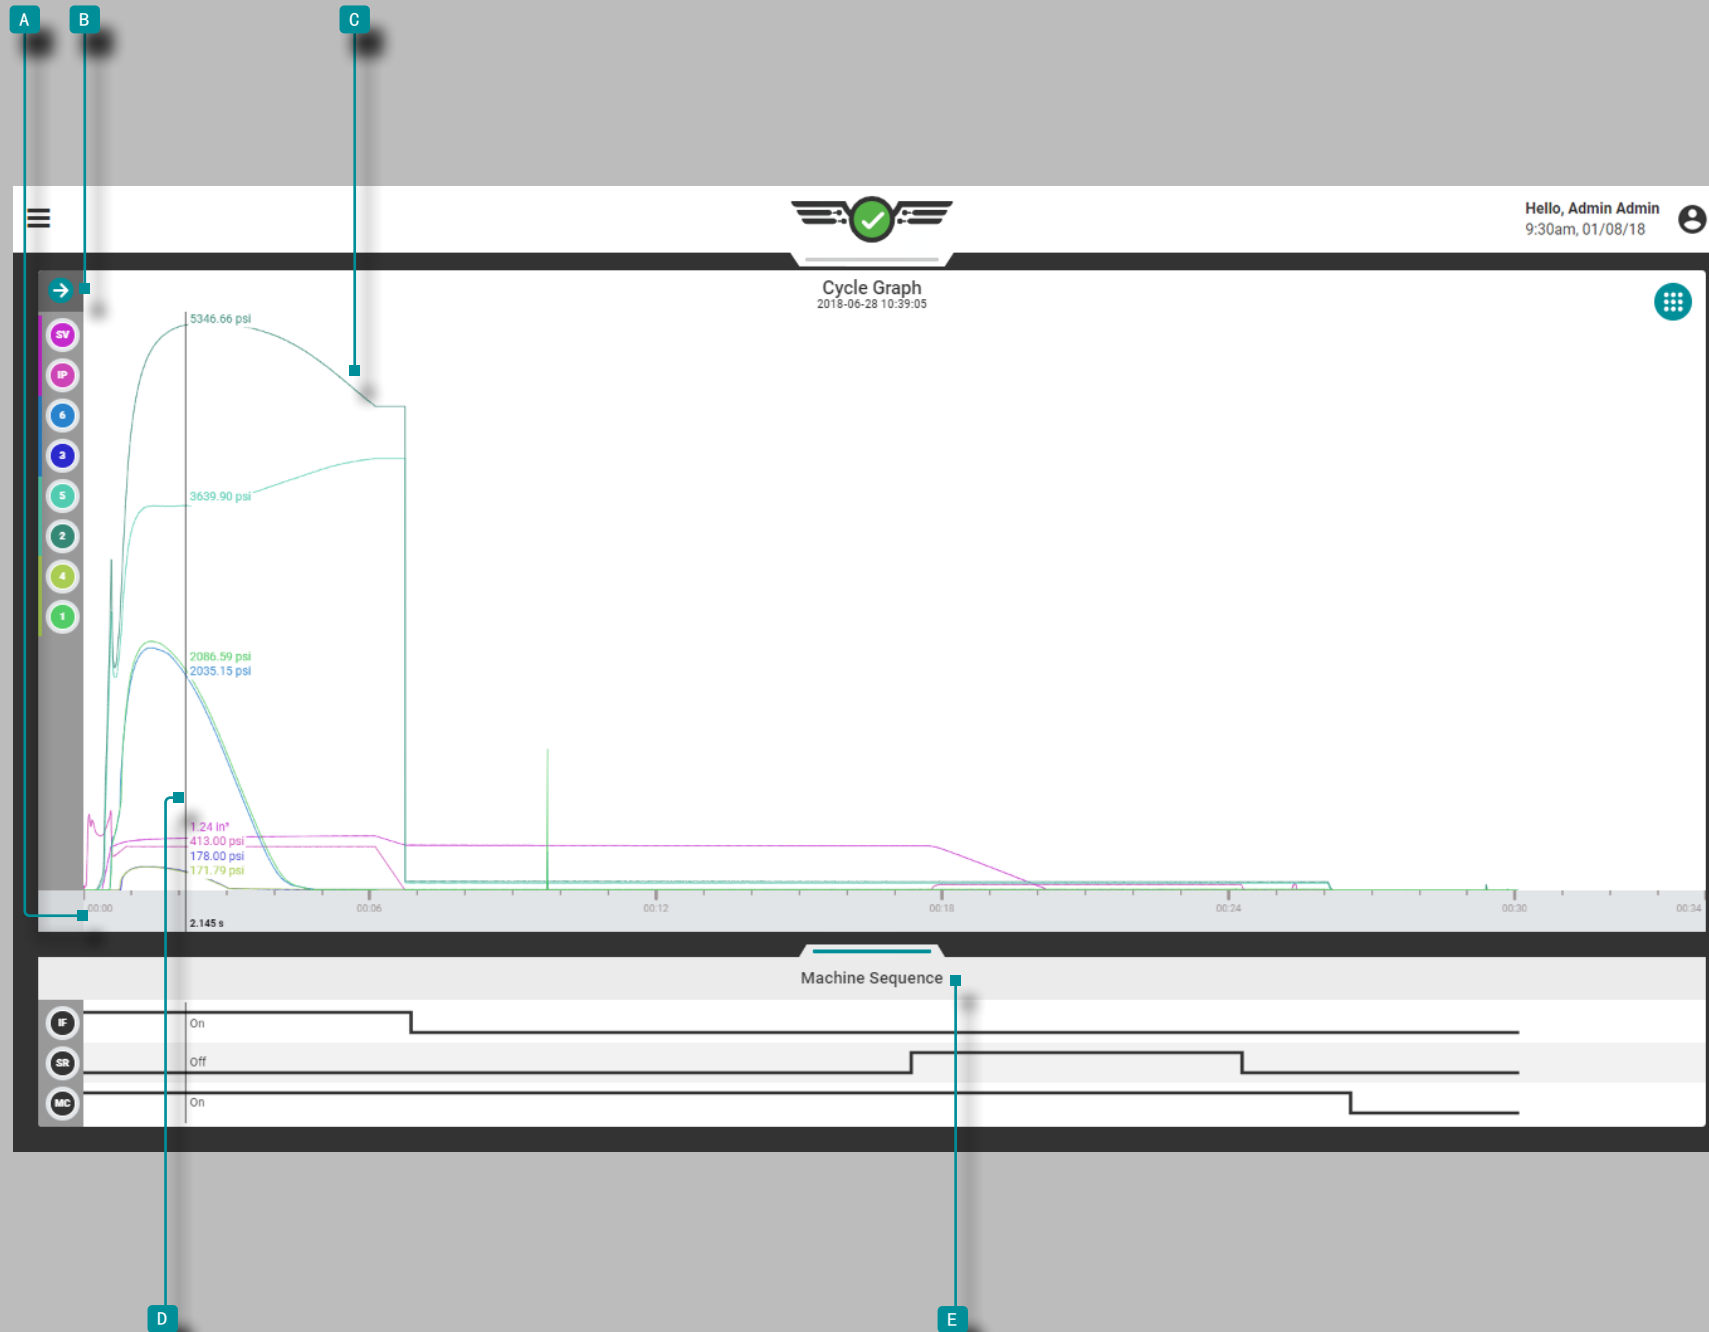 A B C
Hello, Admin Admin
9:30am, 01/08/18
Cycle Graph
2018-06-28 10:39:05
SV
IP
6
3
5
2
4
1
5346.66 psi
3639.90 psi
2086.59 psi
2035.15 psi
1.24 in³
413.00 psi
178.00 psi
171.79 psi
00:00 00:06 00:12 00:18 00:24 00:30 00:34
2.145 s
Machine Sequence
IF On
SR Off
MC On
D E